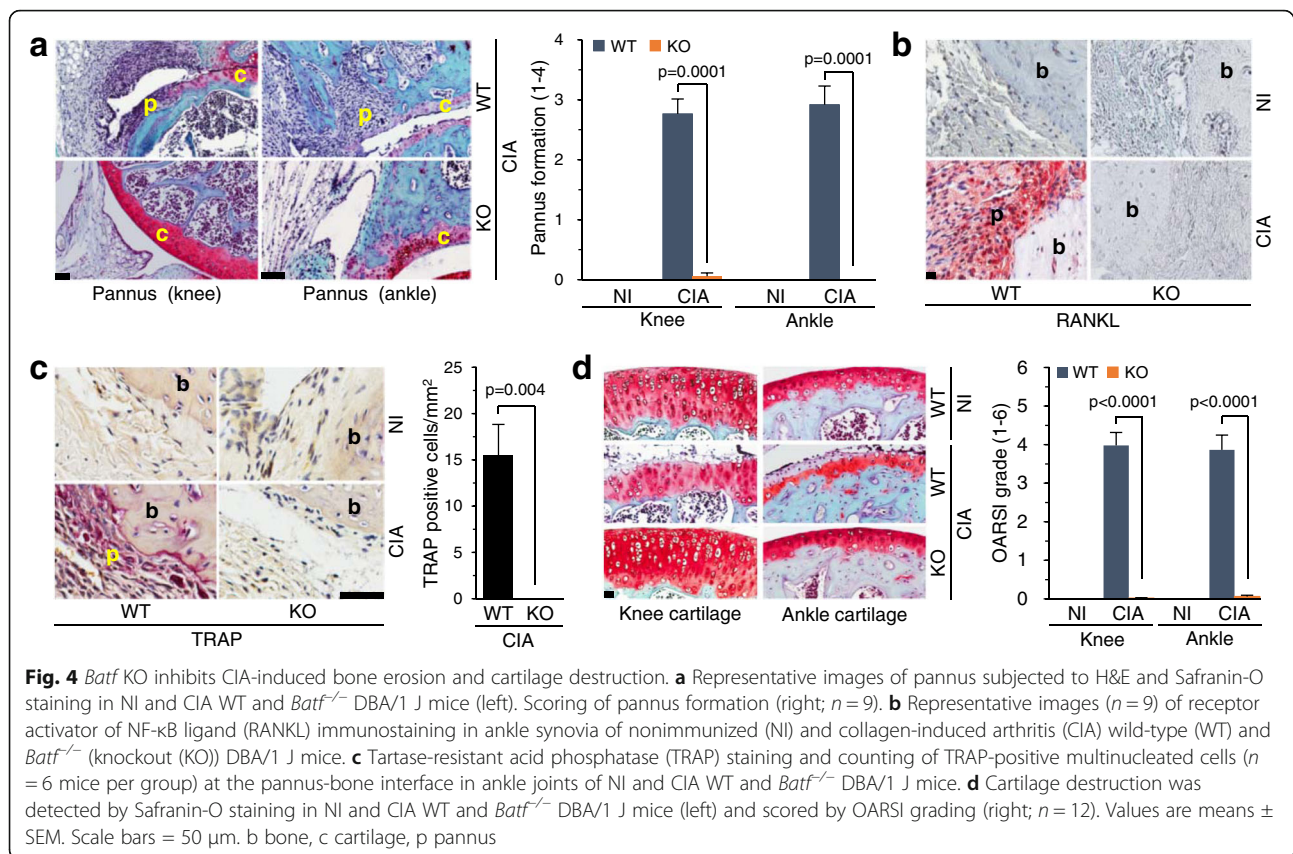 a
c
p
c
p
WT
CIA
c
c
KO
Pannus (knee)
Pannus (ankle)
WT KO
p=0.0001
p=0.0001
Pannus formation (1-4)
4
3
2
1
0
NI CIA NI CIA
Knee Ankle
b
b
b
NI
p
b
b
CIA
WT KO
RANKL
c
b
b
NI
b
p
b
CIA
WT KO
TRAP
25
20
15
10
5
0
TRAP positive cells/mm²
p=0.004
WT KO
CIA
d
WT
NI
WT
CIA
KO
Knee cartilage Ankle cartilage
WT KO
p<0.0001
p<0.0001
OARSI grade (1-6)
6
5
4
3
2
1
0
NI CIA NI CIA
Knee Ankle
Fig. 4 Batf KO inhibits CIA-induced bone erosion and cartilage destruction. a Representative images of pannus subjected to H&E and Safranin-O
staining in NI and CIA WT and Batf−/− DBA/1 J mice (left). Scoring of pannus formation (right; n = 9). b Representative images (n = 9) of receptor
activator of NF-κB ligand (RANKL) immunostaining in ankle synovia of nonimmunized (NI) and collagen-induced arthritis (CIA) wild-type (WT) and
Batf−/− (knockout (KO)) DBA/1 J mice. c Tartase-resistant acid phosphatase (TRAP) staining and counting of TRAP-positive multinucleated cells (n
= 6 mice per group) at the pannus-bone interface in ankle joints of NI and CIA WT and Batf−/− DBA/1 J mice. d Cartilage destruction was
detected by Safranin-O staining in NI and CIA WT and Batf−/− DBA/1 J mice (left) and scored by OARSI grading (right; n = 12). Values are means ±
SEM. Scale bars = 50 μm. b bone, c cartilage, p pannus